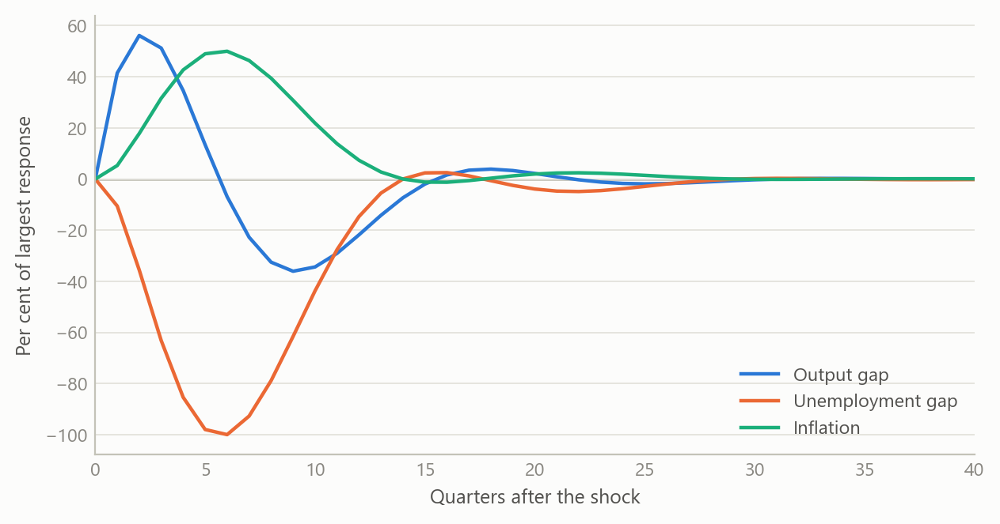 60
40
20
0
−20
−40
−60
−80
−100
Per cent of largest response
Output gap
Unemployment gap
Inflation
0 5 10 15 20 25 30 35 40
Quarters after the shock